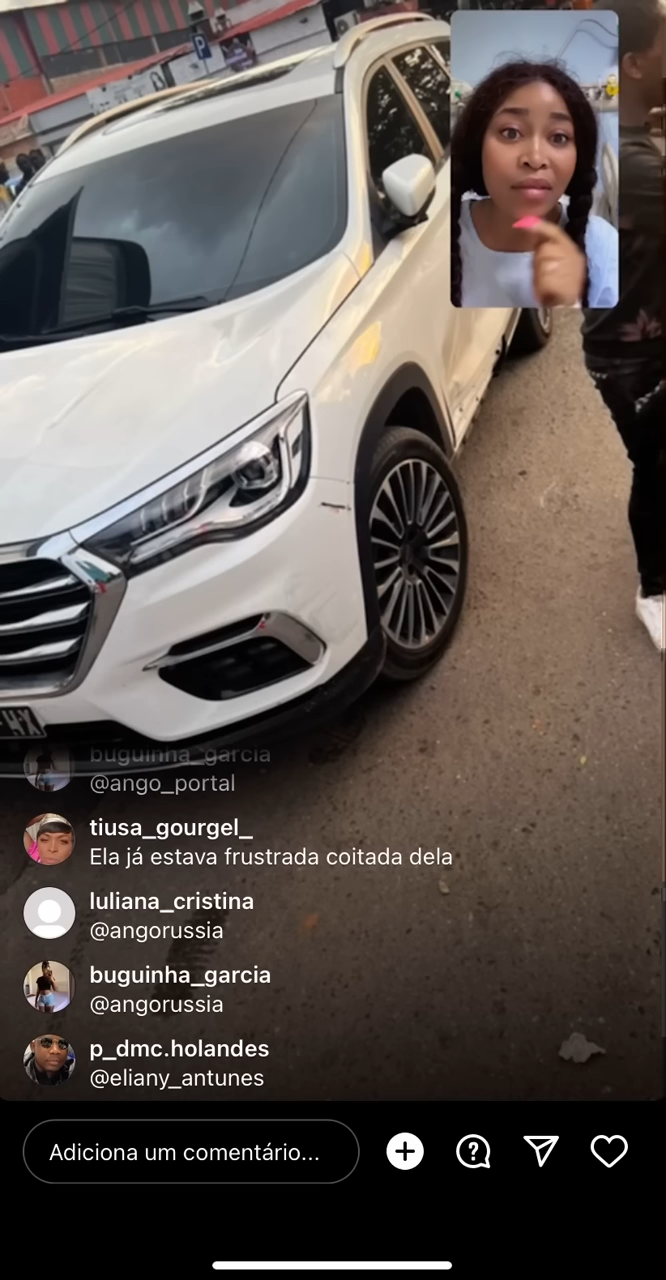 P
HX
buguinha_garcia
@ango_portal
tiusa_gourgel_
Ela já estava frustrada coitada dela
luliana_cristina
@angorussia
buguinha_garcia
@angorussia
p_dmc.holandes
@eliany_antunes
Adiciona um comentário...